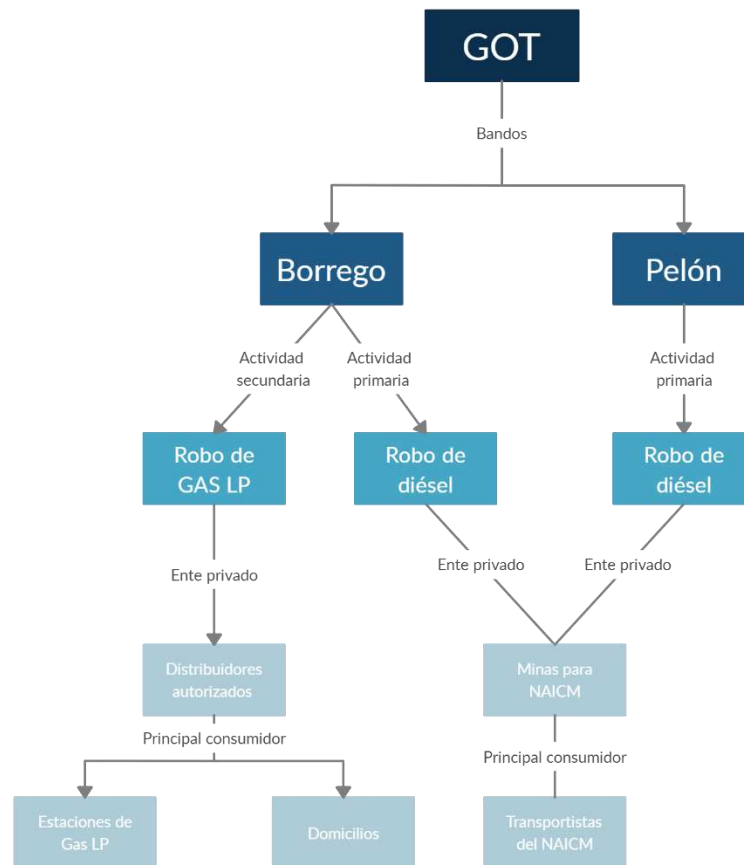 GOT
Bandos
Borrego
Pelón
Actividad
secundaria
Actividad
primaria
Actividad
primaria
Robo de
GAS LP
Robo de
diésel
Robo de
diésel
Ente privado
Ente privado
Ente privado
Distribuidores
autorizados
Minas para
NAICM
Principal consumidor
Principal consumidor
Estaciones de
Gas LP
Domicilios
Transportistas
del NAICM